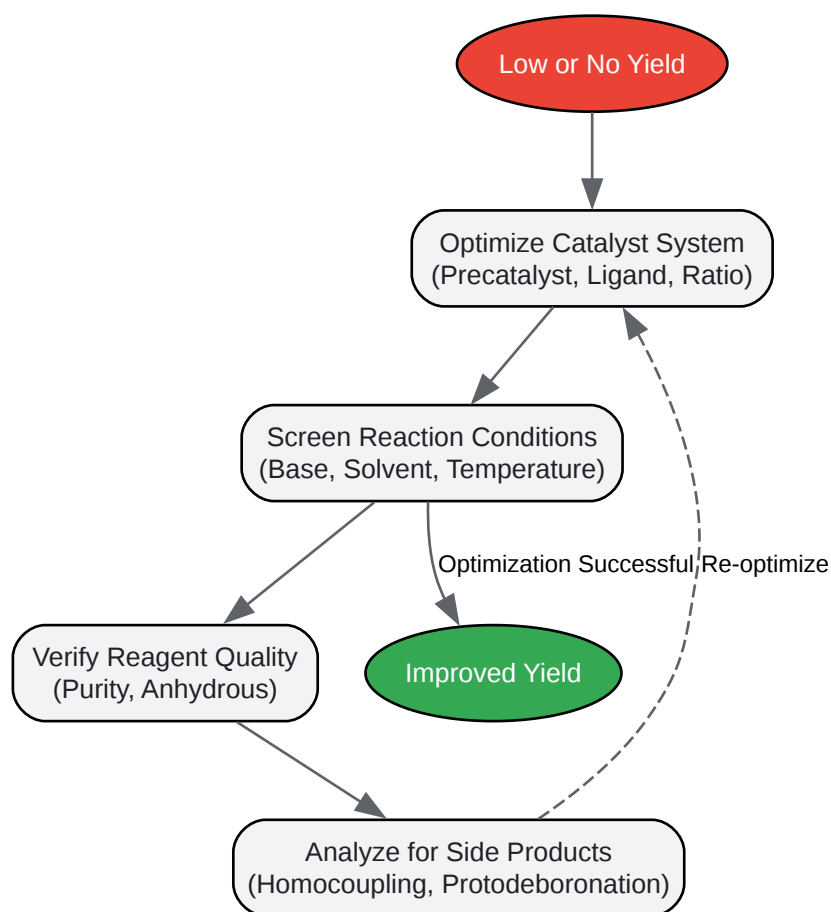 Low or No Yield
Optimize Catalyst System
(Precatalyst, Ligand, Ratio)
Screen Reaction Conditions
(Base, Solvent, Temperature)
Optimization Successful
Re-optimize
Verify Reagent Quality
(Purity, Anhydrous)
Improved Yield
Analyze for Side Products
(Homocoupling, Protodeboronation)